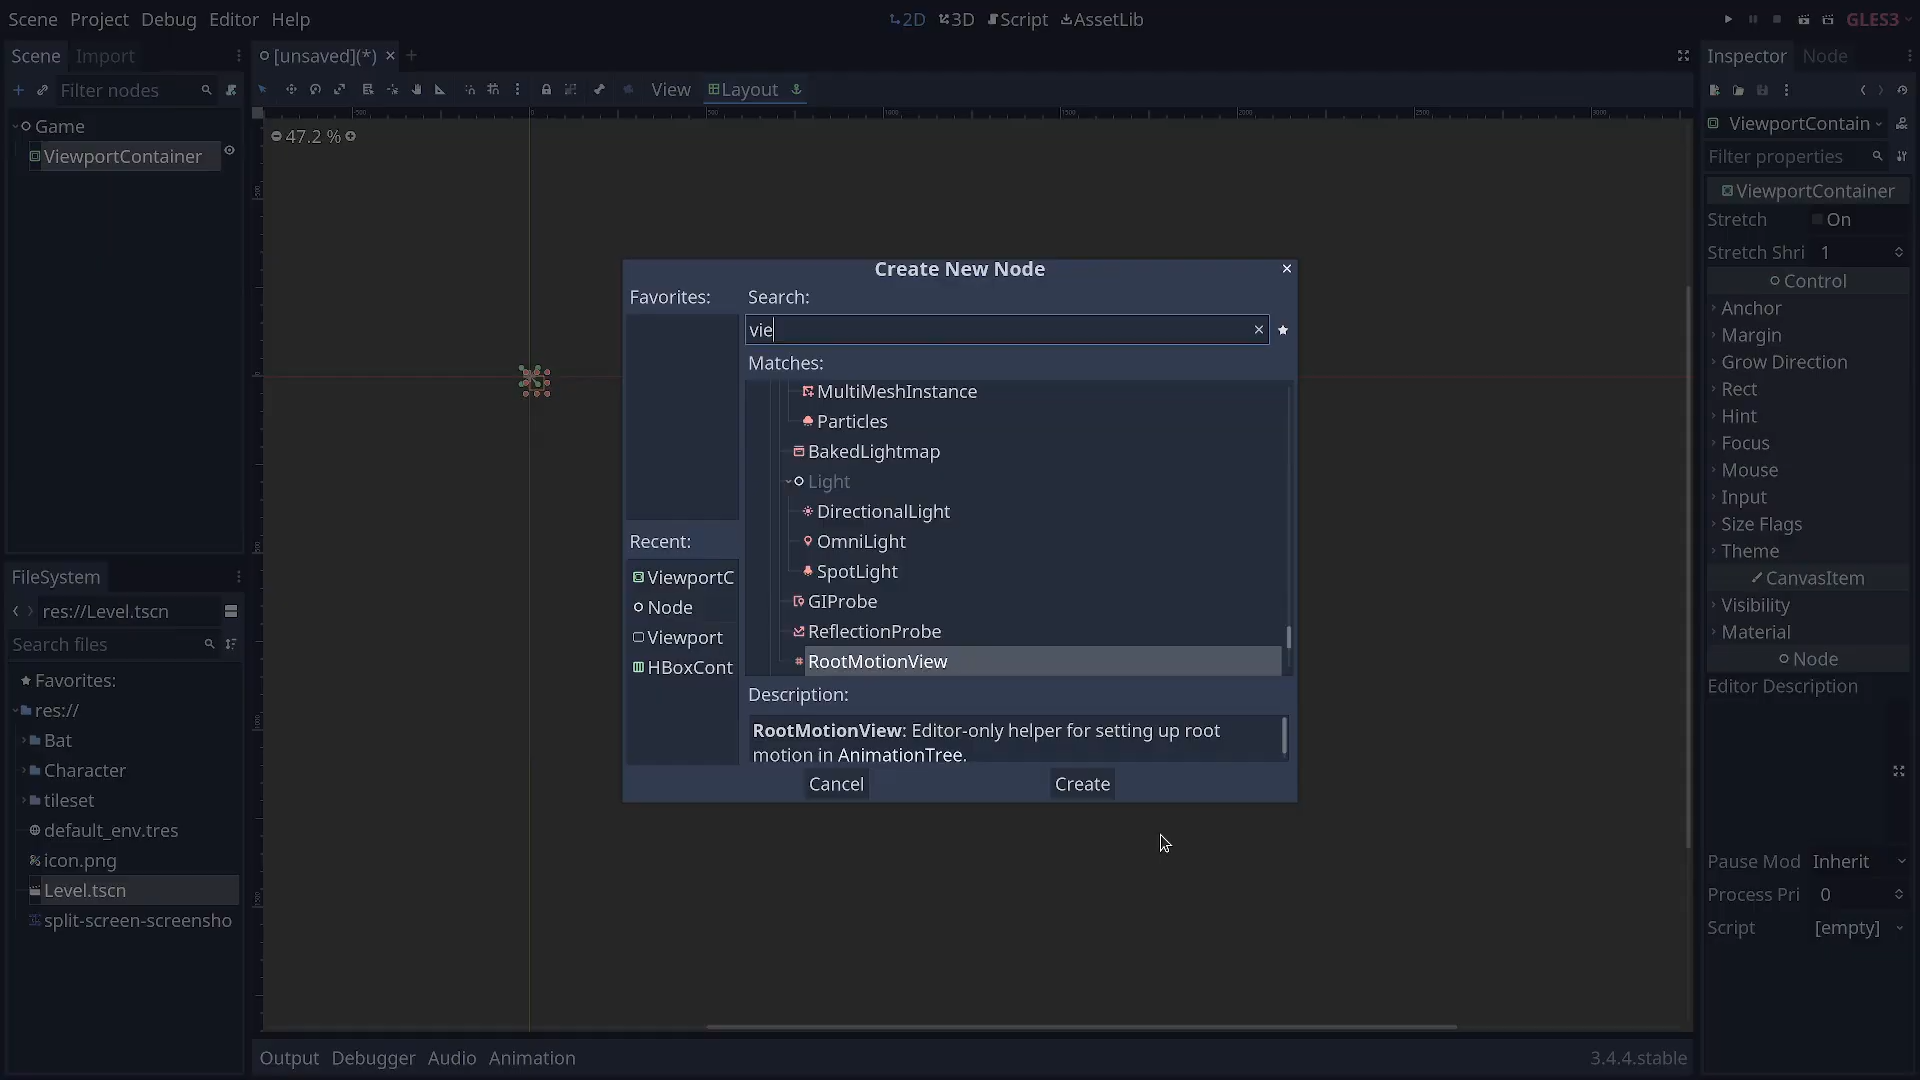 Scene Project Debug Editor Help
2D 3D Script AssetLib
GLES3
Scene Import
[unsaved](*)
Inspector Node
Filter nodes
View Layout
Game
ViewportContainer
47.2 %
ViewportContain
Filter properties
ViewportContainer
Stretch On
Stretch Shri 1
Control
Anchor
Margin
Grow Direction
Rect
Hint
Focus
Mouse
Input
Size Flags
Theme
CanvasItem
Visibility
Material
Node
Editor Description
Pause Mod Inherit
Process Pri 0
Script [empty]
Create New Node
Favorites:
Search:
vie
Matches:
MultiMeshInstance
Particles
BakedLightmap
Light
DirectionalLight
OmniLight
SpotLight
GIProbe
ReflectionProbe
RootMotionView
Recent:
ViewportC
Node
Viewport
HBoxCont
Description:
RootMotionView: Editor-only helper for setting up root
motion in AnimationTree.
Cancel
Create
FileSystem
res://Level.tscn
Search files
Favorites:
res://
Bat
Character
tileset
default_env.tres
icon.png
Level.tscn
split-screen-screensho
Output Debugger Audio Animation
3.4.4.stable